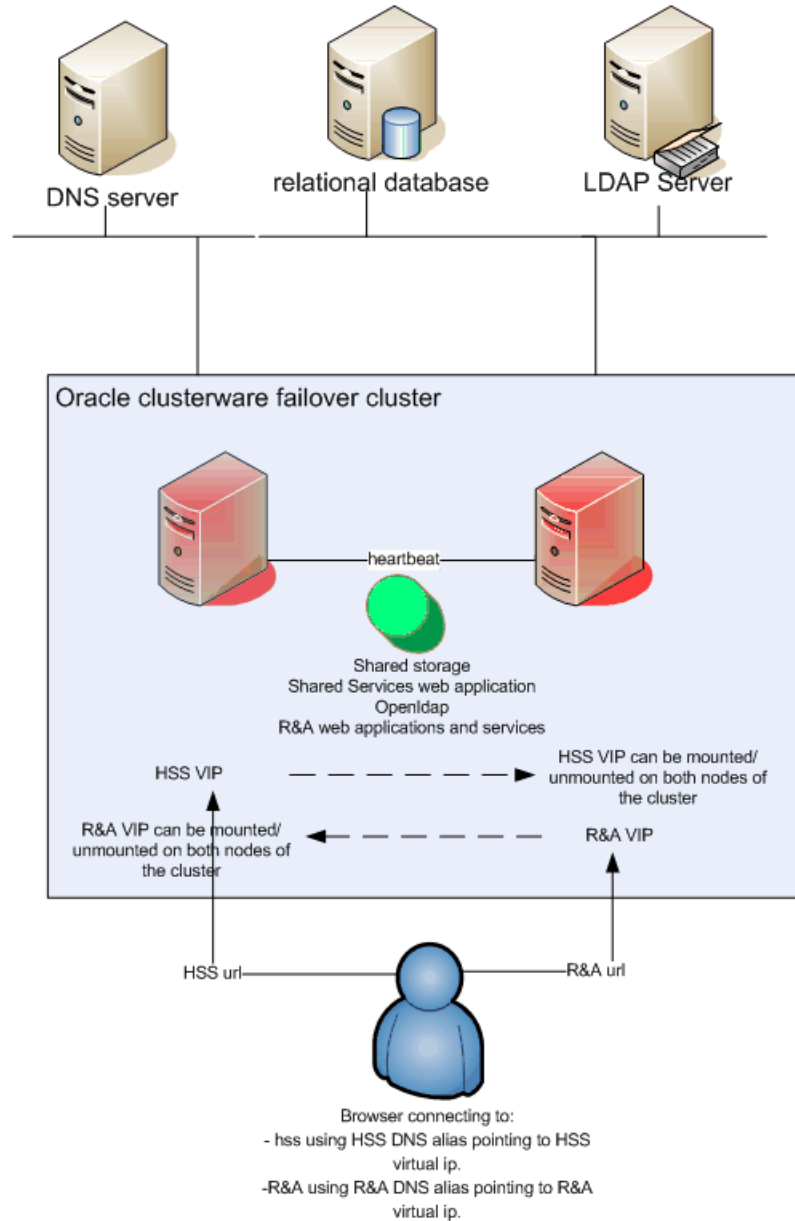 DNS server
relational database
LDAP Server
Oracle clusterware failover cluster
heartbeat
Shared storage
Shared Services web application
Openldap
R&A web applications and services
HSS VIP
HSS VIP can be mounted/
unmounted on both nodes of
the cluster
R&A VIP can be mounted/
unmounted on both nodes of
the cluster
R&A VIP
HSS url
R&A url
Browser connecting to:
- hss using HSS DNS alias pointing to HSS
virtual ip.
-R&A using R&A DNS alias pointing to R&A
virtual ip.